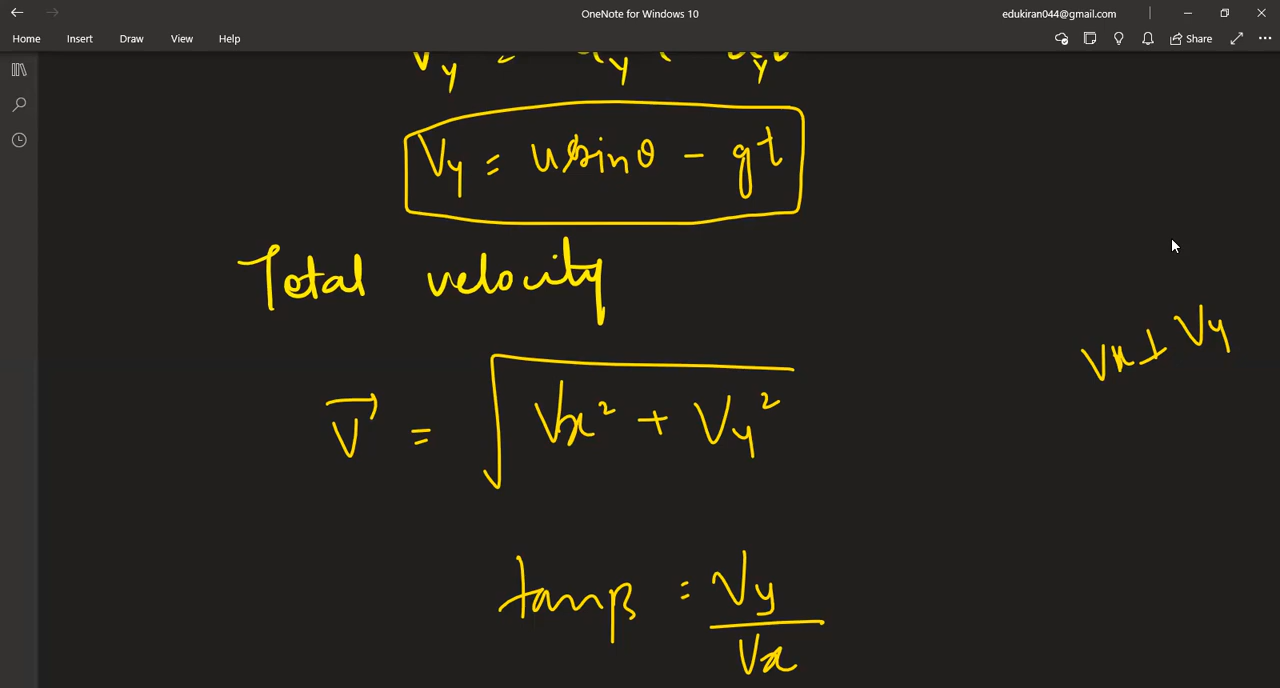 OneNote for Windows 10
edukiran044@gmail.com
Home Insert Draw View Help
Share
Vy = usinθ - gt
Total velocity
Vx ⊥ Vy
V⃗ = √Vx² + Vy²
tanβ = Vy
Vx